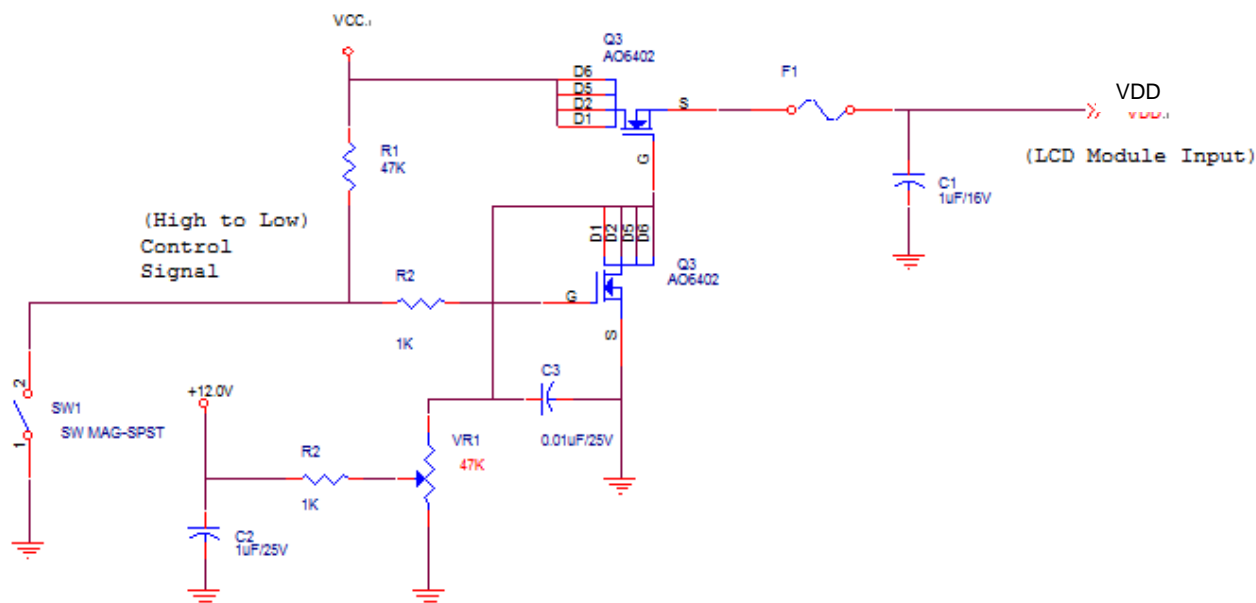 VCC
Q3
AO6402
D6
D5
D2
D1
S
G
F1
VDD
VDD
(LCD Module Input)
R1
47K
C1
1uF/16V
(High to Low)
Control
Signal
D1
D2
D5
D6
Q3
AO6402
R2
1K
G
S
2
1
SW1
SW MAG-SPST
+12.0V
C3
0.01uF/25V
R2
1K
VR1
47K
C2
1uF/25V